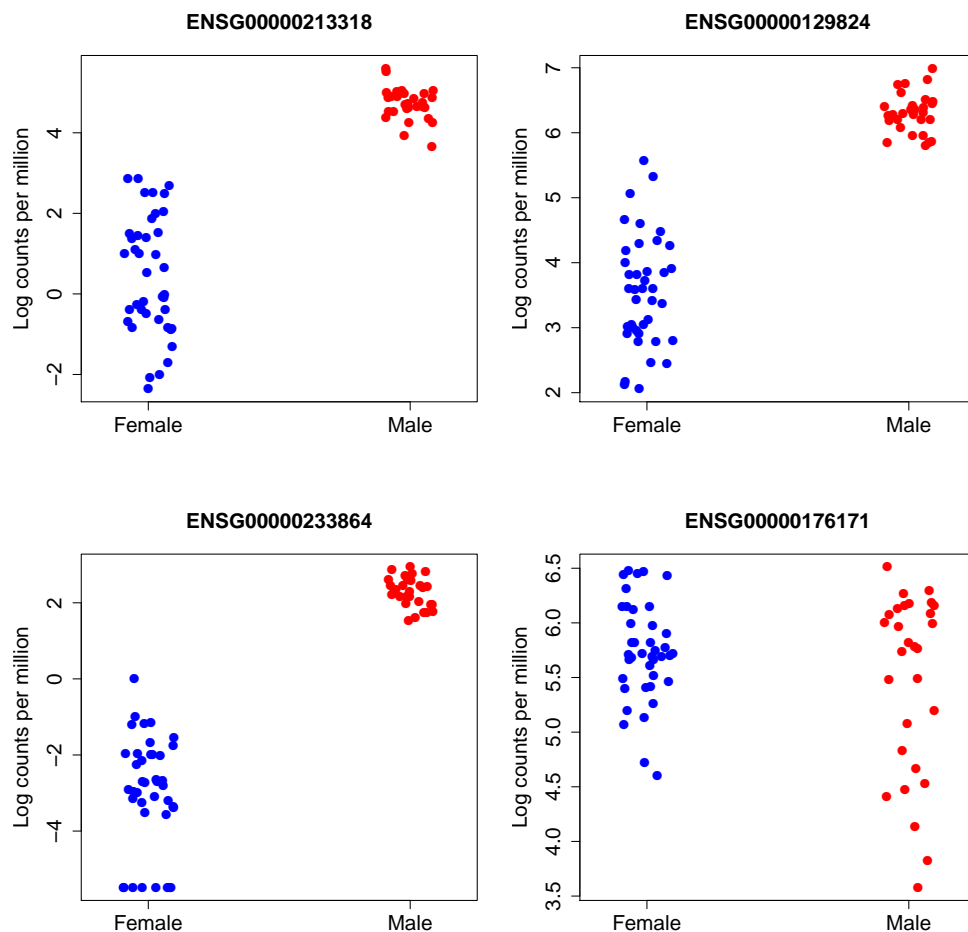 ENSG00000213318
Log counts per million
4
2
0
−2
Female Male
ENSG00000129824
Log counts per million
7
6
5
4
3
2
Female Male
ENSG00000233864
Log counts per million
2
0
−2
−4
Female Male
ENSG00000176171
Log counts per million
6.5
6.0
5.5
5.0
4.5
4.0
3.5
Female Male